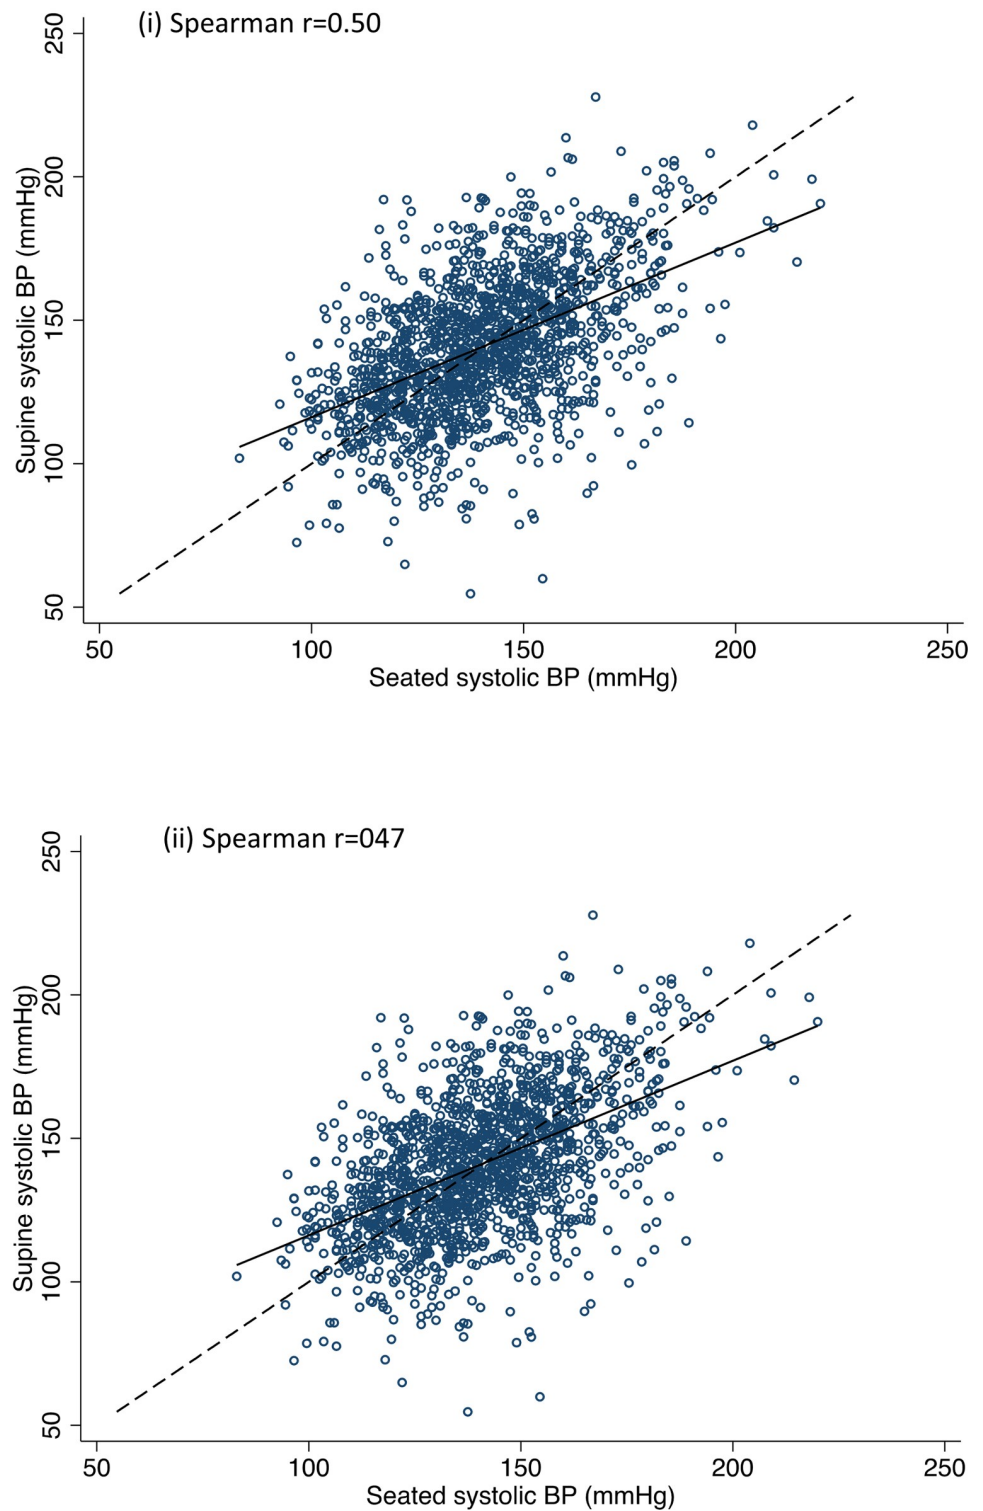 (i) Spearman r=0.50
250
200
150
100
50
Supine systolic BP (mmHg)
50 100 150 200 250
Seated systolic BP (mmHg)
(ii) Spearman r=047
250
200
150
100
50
Supine systolic BP (mmHg)
50 100 150 200 250
Seated systolic BP (mmHg)